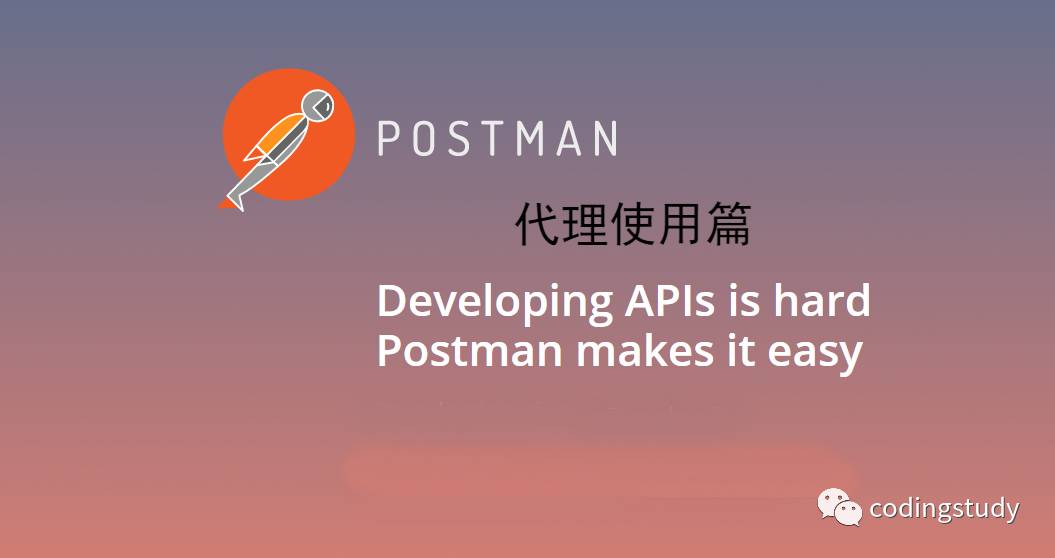 POSTMAN
代理使用篇
Developing APIs is hard
Postman makes it easy
codingstudy